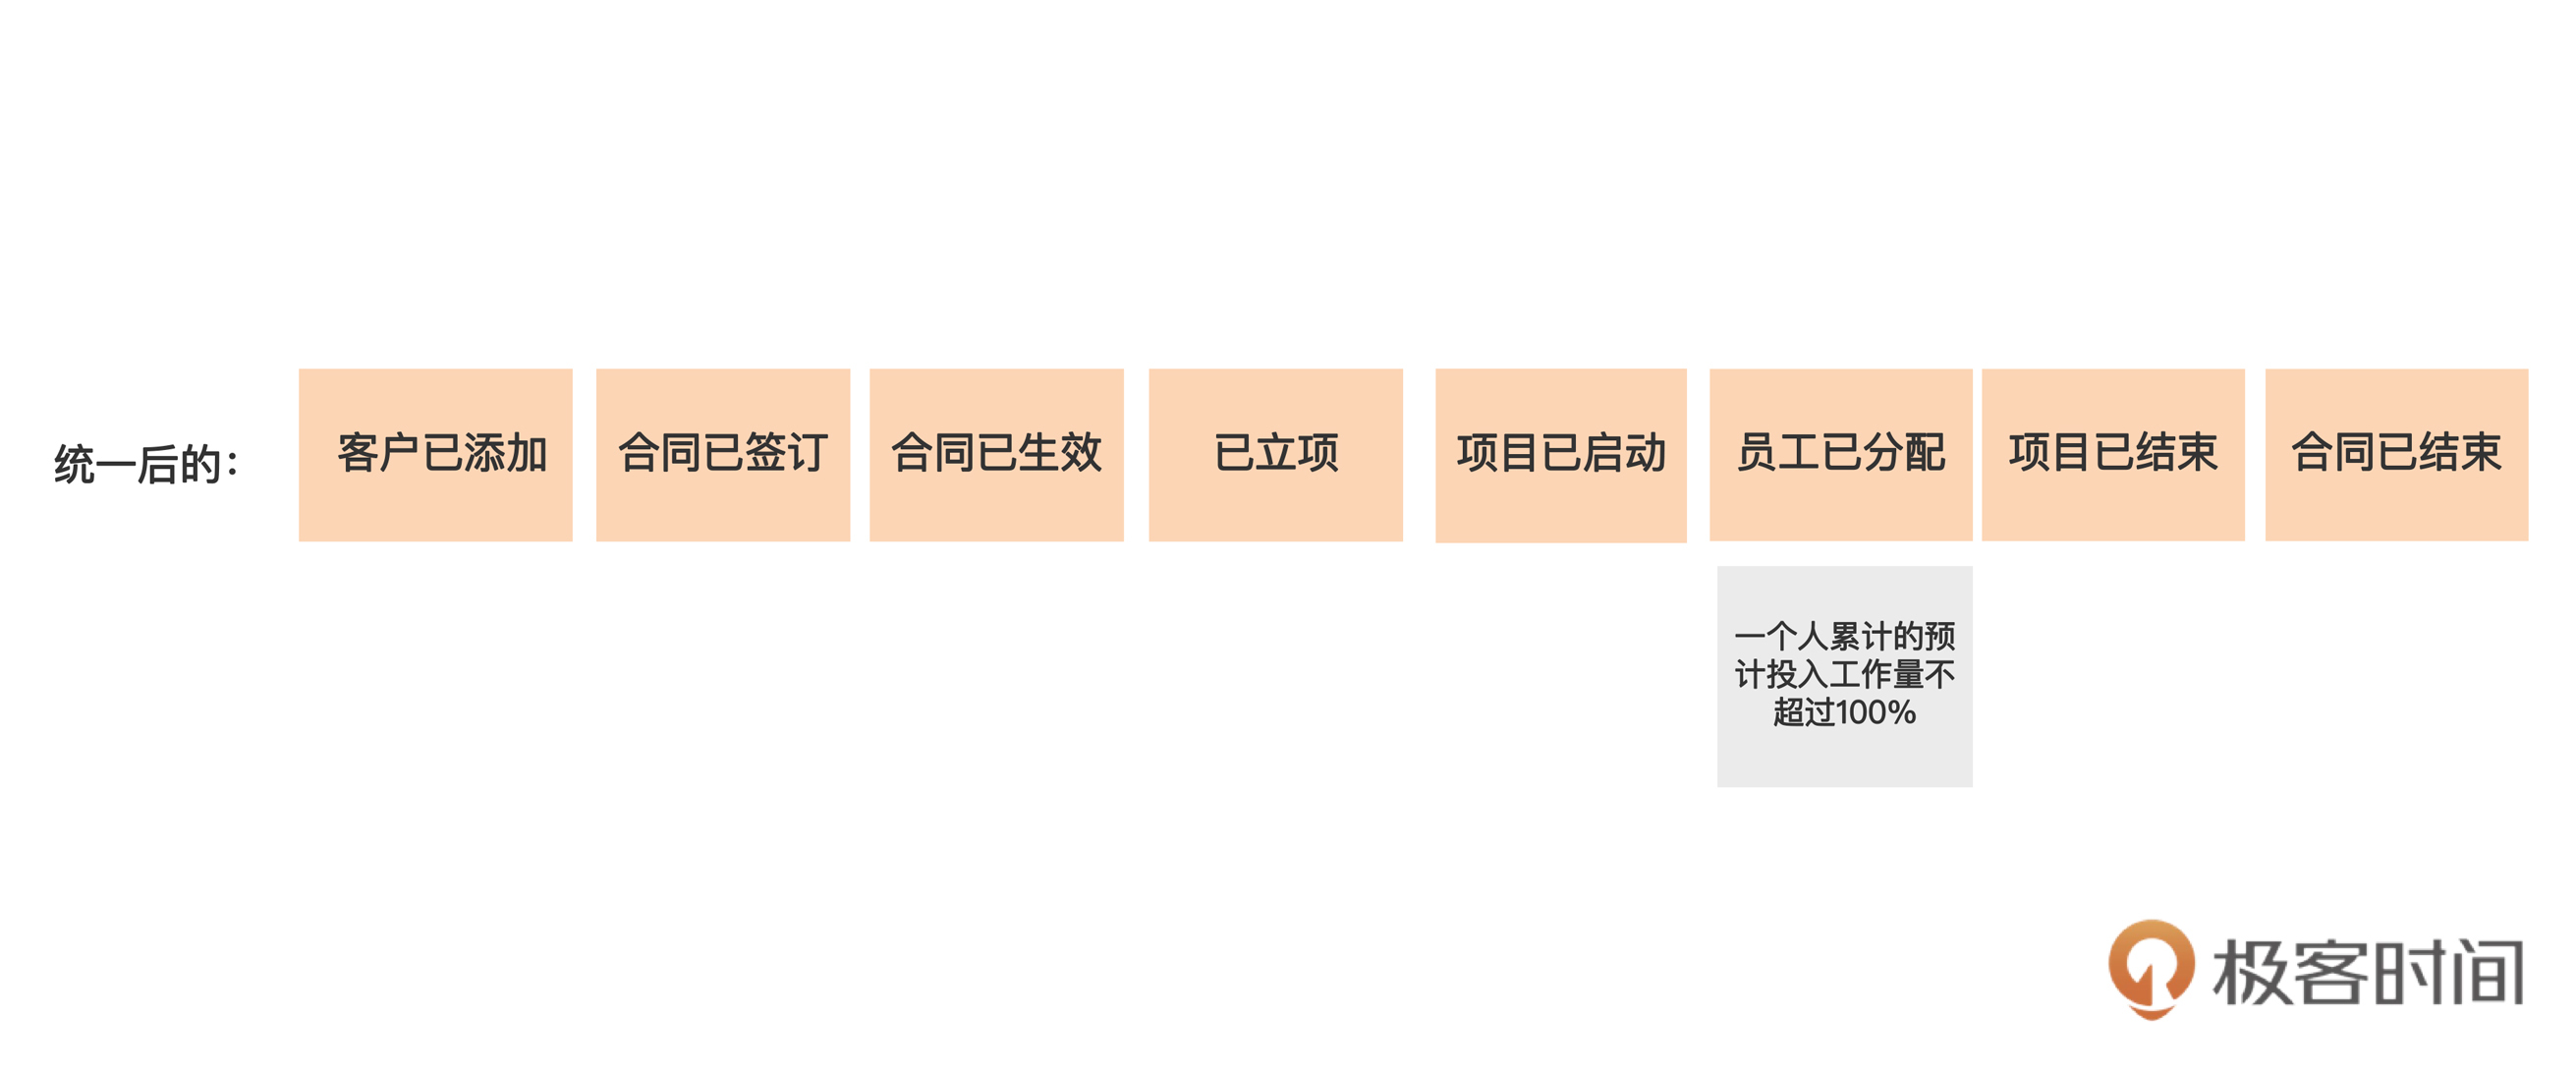 统一后的：
客户已添加
合同已签订
合同已生效
已立项
项目已启动
员工已分配
项目已结束
合同已结束
一个人累计的预
计投入工作量不
超过100%
极客时间